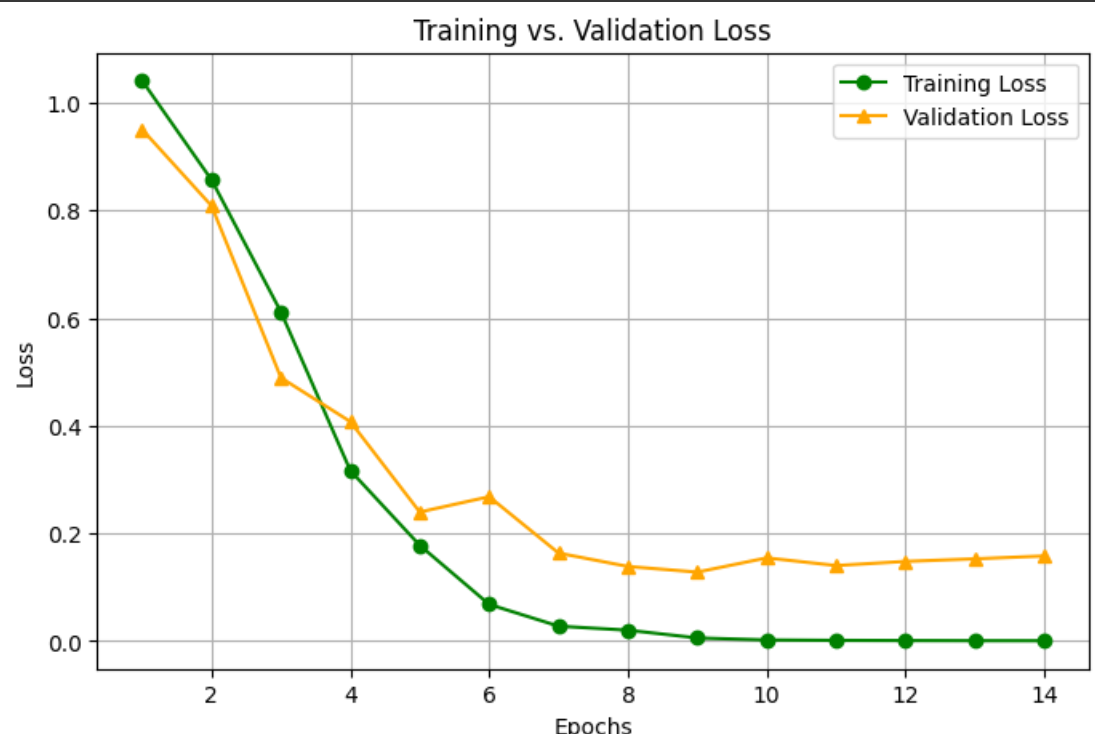 Training vs. Validation Loss
Training Loss
Validation Loss
1.0
0.8
0.6
0.4
0.2
0.0
Loss
2 4 6 8 10 12 14
Epochs